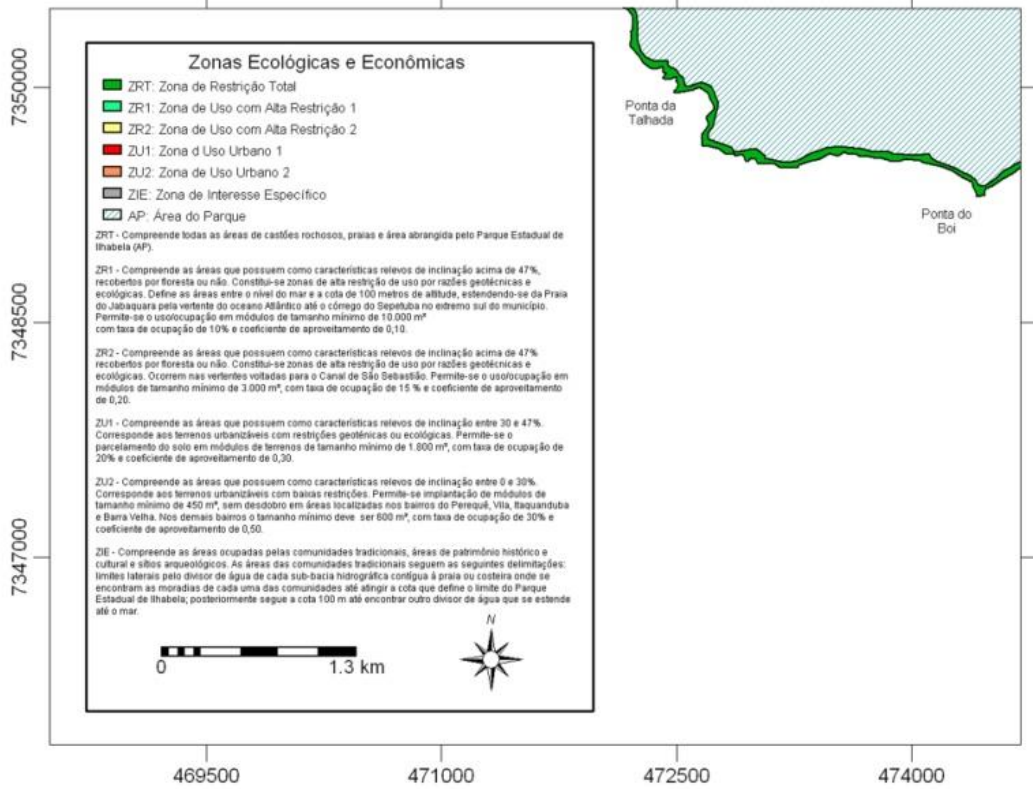 Zonas Ecológicas e Econômicas
ZRT: Zona de Restrição Total
ZR1: Zona de Uso com Alta Restrição 1
ZR2: Zona de Uso com Alta Restrição 2
ZU1: Zona d Uso Urbano 1
ZU2: Zona de Uso Urbano 2
ZIE: Zona de Interesse Específico
AP: Área do Parque
ZRT - Compreende todas as áreas de castões rochosos, praias e área abrangida pelo Parque Estadual de
Ilhabela (AP).
ZR1 - Compreende as áreas que possuem como características relevos de inclinação acima de 47%,
recobertos por floresta ou não. Constitui-se zonas de alta restrição de uso por razões geotécnicas e
ecológicas. Define as áreas entre o nível do mar e a cota de 100 metros de altitude, estendendo-se da Praia
do Jabaquara pela vertente do oceano Atlântico até o córrego do Sepetuba no extremo sul do município.
Permite-se o uso/ocupação em módulos de tamanho mínimo de 10.000 m²
com taxa de ocupação de 10% e coeficiente de aproveitamento de 0,10.
ZR2 - Compreende as áreas que possuem como características relevos de inclinação acima de 47%
recobertos por floresta ou não. Constitui-se zonas de alta restrição de uso por razões geotécnicas e
ecológicas. Ocorrem nas vertentes voltadas para o Canal de São Sebastião. Permite-se o uso/ocupação em
módulos de tamanho mínimo de 3.000 m², com taxa de ocupação de 15 % e coeficiente de aproveitamento
de 0,20.
ZU1 - Compreende as áreas que possuem como características relevos de inclinação entre 30 e 47%.
Corresponde aos terrenos urbanizáveis com restrições geoténicas ou ecológicas. Permite-se o
parcelamento do solo em módulos de terrenos de tamanho mínimo de 1.800 m², com taxa de ocupação de
20% e coeficiente de aproveitamento de 0,30.
ZU2 - Compreende as áreas que possuem como características relevos de inclinação entre 0 e 30%.
Corresponde aos terrenos urbanizáveis com baixas restrições. Permite-se implantação de módulos de
tamanho mínimo de 450 m², sem desdobro em áreas localizadas nos bairros do Perequê, Vila, Itaquanduba
e Barra Velha. Nos demais bairros o tamanho mínimo deve ser 600 m², com taxa de ocupação de 30% e
coeficiente de aproveitamento de 0,50.
ZIE - Compreende as áreas ocupadas pelas comunidades tradicionais, áreas de patrimônio histórico e
cultural e sítios arqueológicos. As áreas das comunidades tradicionais seguem as seguintes delimitações:
limites laterais pelo divisor de água de cada sub-bacia hidrográfica contígua à praia ou costeira onde se
encontram as moradias de cada uma das comunidades até atingir a cota que define o limite do Parque
Estadual de Ilhabela; posteriormente segue a cota 100 m até encontrar outro divisor de água que se estende
até o mar.
N
0 1.3 km
Ponta da
Talhada
Ponta do
Boi
7350000
7348500
7347000
469500 471000 472500 474000